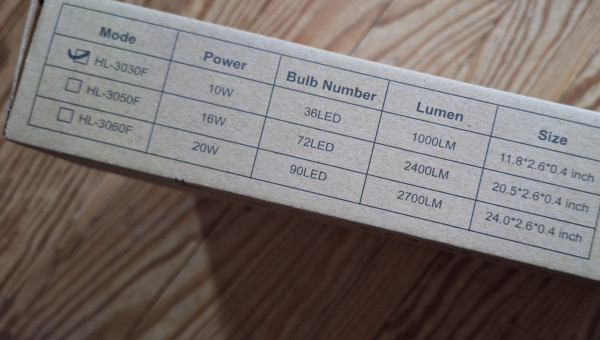 Mode Power Bulb Number Lumen Size
HL-3030F 10W 36LED 1000LM 11.8*2.6*0.4 inch
HL-3050F 16W 72LED 2400LM 20.5*2.6*0.4 inch
HL-3060F 20W 90LED 2700LM 24.0*2.6*0.4 inch